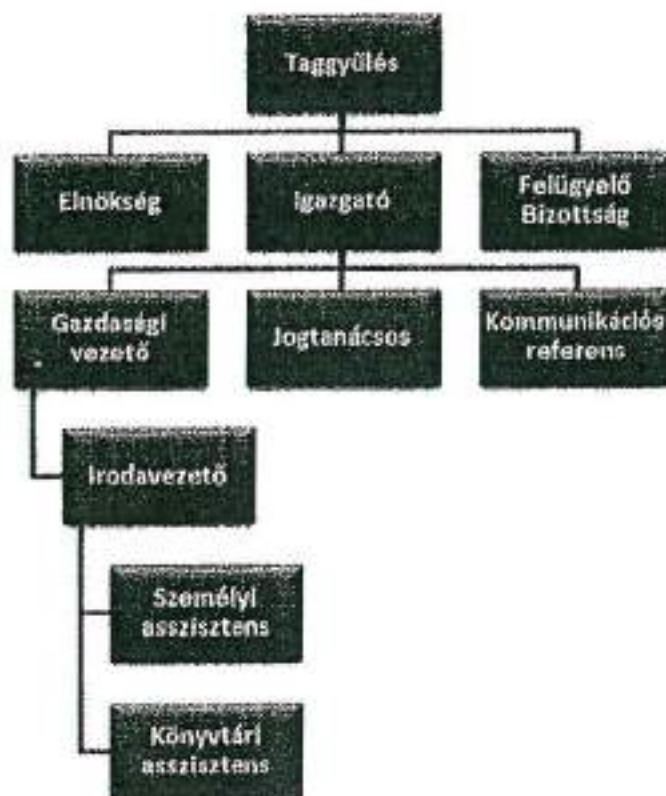 Taggyűlés
Elnökség
Igazgató
Felügyelő
Bizottság
Gazdasági
vezető
Jogtanácsos
Kommunikációs
referens
Irodavezető
Személyi
asszisztens
Könyvtári
asszisztens